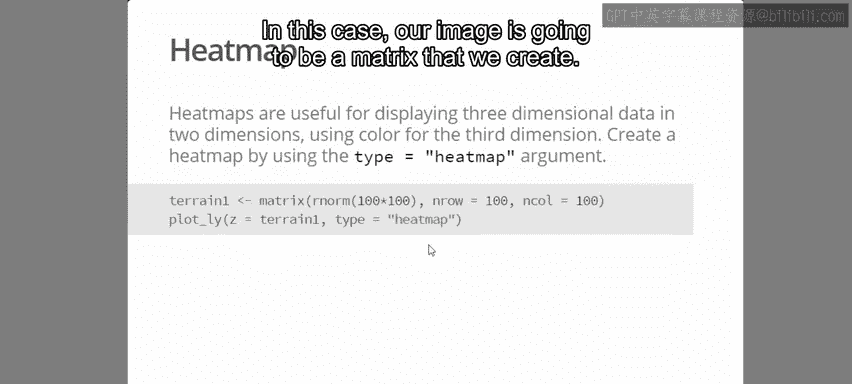 GPT中英字幕课程资源@bilibili.com
In this case, our image is going
to be a matrix that we create.
Heatmap
Heatmaps are useful for displaying three dimensional data in
two dimensions, using color for the third dimension. Create a
heatmap by using the type = "heatmap" argument.
terrain1 <- matrix(rnorm(100*100), nrow = 100, ncol = 100)
plot_ly(z = terrain1, type = "heatmap")